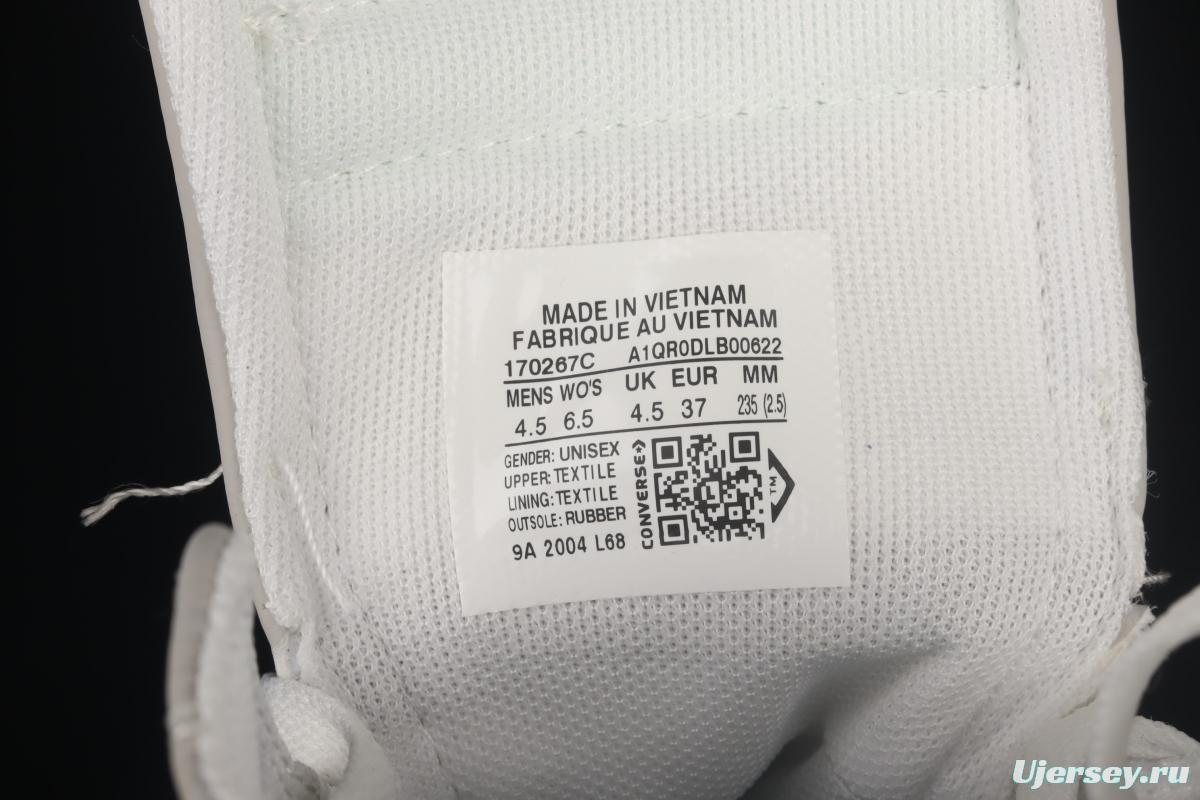 MADE IN VIETNAM
FABRIQUE AU VIETNAM
170267C A1QR0DLB00622
MENS WO'S UK EUR MM
4.5 6.5 4.5 37 235 (2.5)
GENDER: UNISEX
UPPER: TEXTILE
LINING: TEXTILE
OUTSOLE: RUBBER
9A 2004 L68
CONVERSE
TM
Ujersey.ru